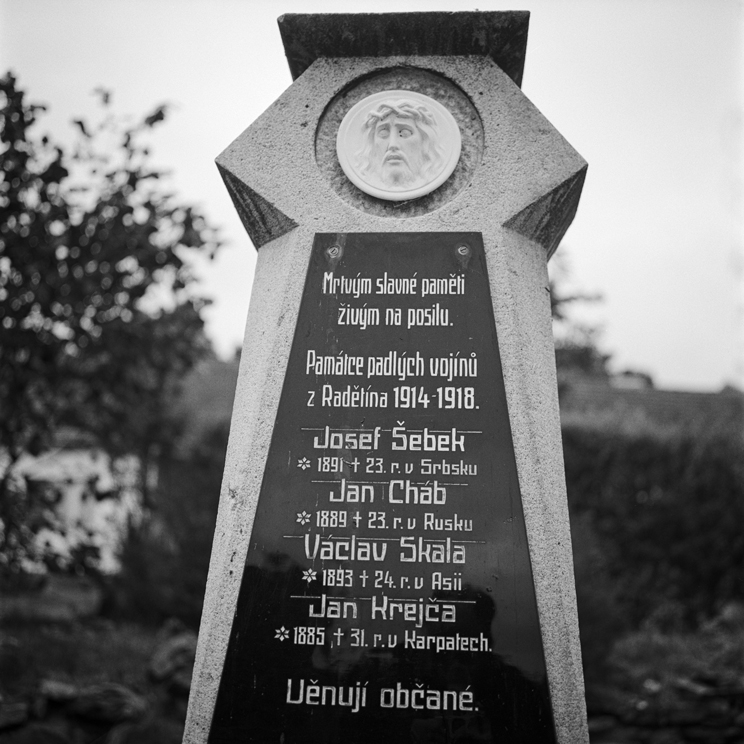 Mrtvým slavné paměti
živým na posilu.
Památce padlých vojínů
z Radětína 1914-1918.
Josef Šebek
* 1891 + 23. r. v Srbsku
Jan Cháb
* 1889 + 23. r. v Rusku
Václav Skala
* 1893 + 24. r. v Asii
Jan Krejča
* 1885 + 31. r. v Karpatech.
Věnují občané.